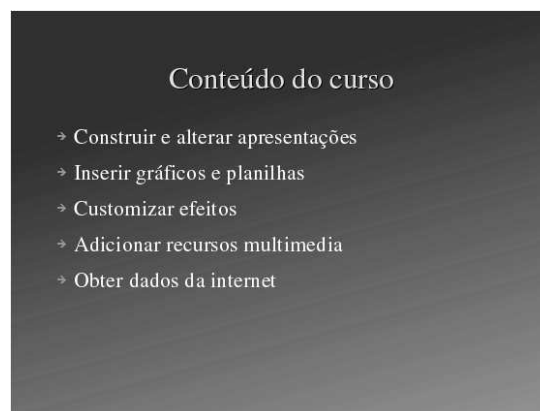 Conteúdo do curso
→ Construir e alterar apresentações
→ Inserir gráficos e planilhas
→ Customizar efeitos
→ Adicionar recursos multimedia
→ Obter dados da internet